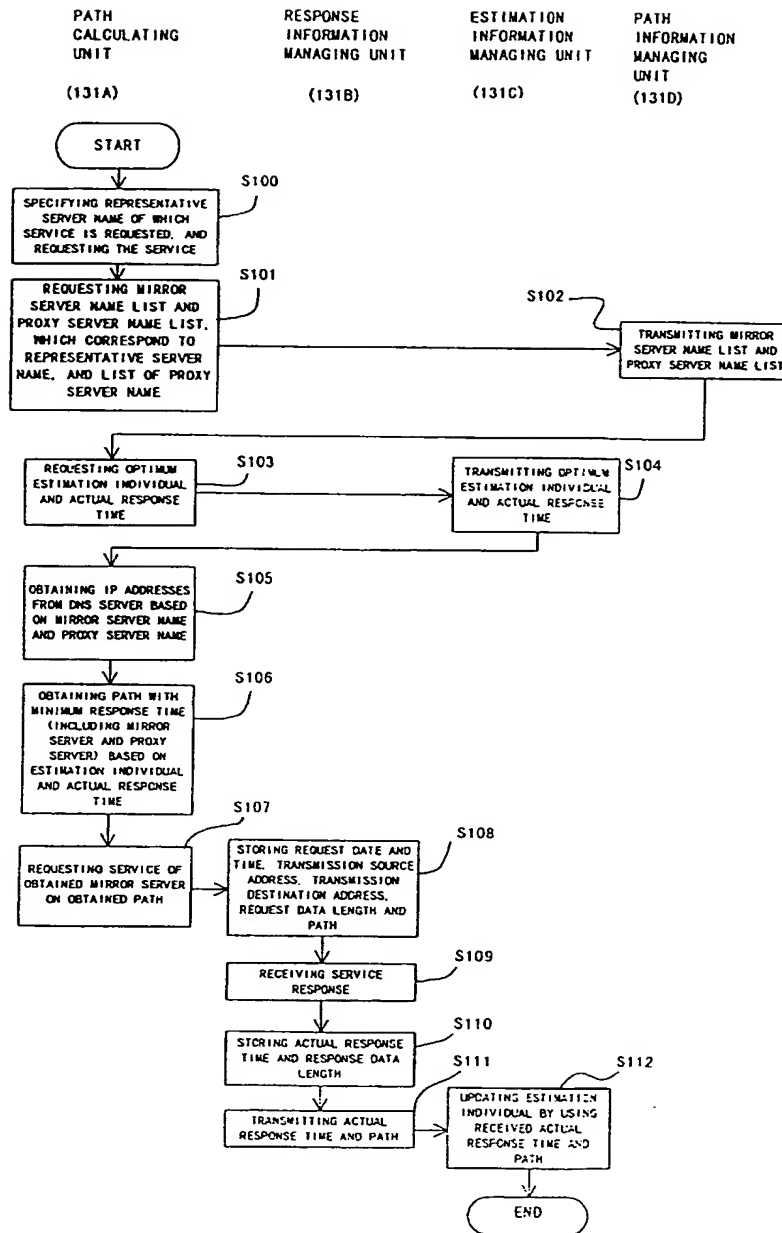 PATH
CALCULATING
UNIT
(131A)
RESPONSE
INFORMATION
MANAGING UNIT
(131B)
ESTIMATION
INFORMATION
MANAGING UNIT
(131C)
PATH
INFORMATION
MANAGING
UNIT
(131D)
START
S100
SPECIFYING REPRESENTATIVE
SERVER NAME OF WHICH
SERVICE IS REQUESTED, AND
REQUESTING THE SERVICE
S101
REQUESTING MIRROR
SERVER NAME LIST AND
PROXY SERVER NAME LIST,
WHICH CORRESPOND TO
REPRESENTATIVE SERVER
NAME, AND LIST OF PROXY
SERVER NAME
S102
TRANSMITTING MIRROR
SERVER NAME LIST AND
PROXY SERVER NAME LIST
S103
REQUESTING OPTIMUM
ESTIMATION INDIVIDUAL
AND ACTUAL RESPONSE
TIME
S104
TRANSMITTING OPTIMUM
ESTIMATION INDIVIDUAL
AND ACTUAL RESPONSE
TIME
S105
OBTAINING IP ADDRESSES
FROM DNS SERVER BASED
ON MIRROR SERVER NAME
AND PROXY SERVER NAME
S106
OBTAINING PATH WITH
MINIMUM RESPONSE TIME
(INCLUDING MIRROR
SERVER AND PROXY
SERVER) BASED ON
ESTIMATION INDIVIDUAL
AND ACTUAL RESPONSE
TIME
S107
REQUESTING SERVICE OF
OBTAINED MIRROR SERVER
ON OBTAINED PATH
S108
STORING REQUEST DATE AND
TIME, TRANSMISSION SOURCE
ADDRESS, TRANSMISSION
DESTINATION ADDRESS,
REQUEST DATA LENGTH AND
PATH
S109
RECEIVING SERVICE
RESPONSE
S110
STORING ACTUAL RESPONSE
TIME AND RESPONSE DATA
LENGTH
S111
TRANSMITTING ACTUAL
RESPONSE TIME AND PATH
S112
UPDATING ESTIMATION
INDIVIDUAL BY USING
RECEIVED ACTUAL
RESPONSE TIME AND
PATH
END